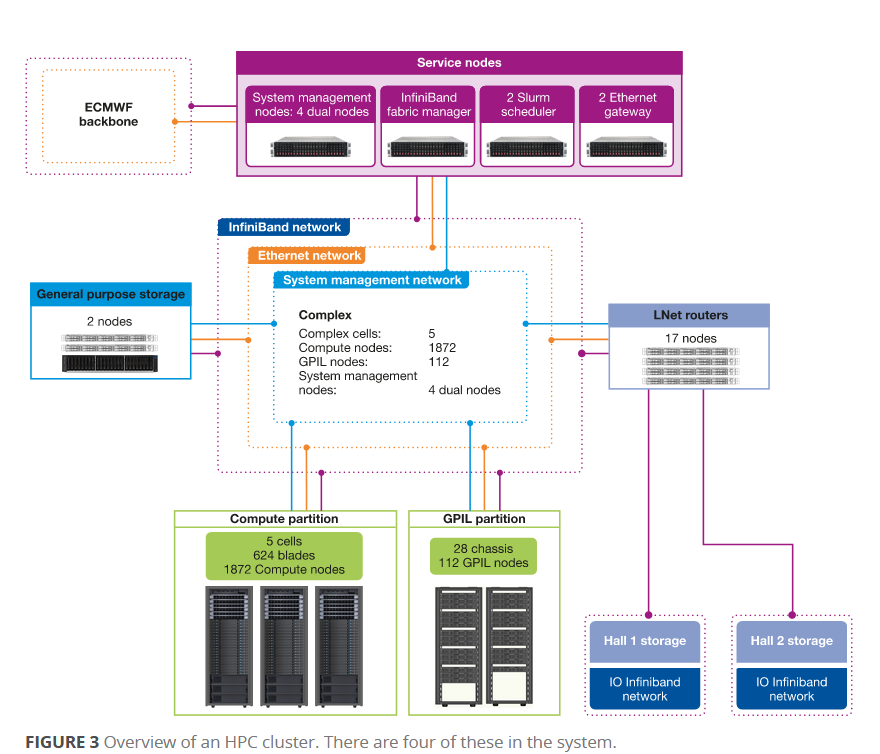 Service nodes
ECMWF
backbone
System management
nodes: 4 dual nodes
InfiniBand
fabric manager
2 Slurm
scheduler
2 Ethernet
gateway
InfiniBand network
Ethernet network
System management network
General purpose storage
2 nodes
Complex
Complex cells: 5
Compute nodes: 1872
GPIL nodes: 112
System management
nodes: 4 dual nodes
LNet routers
17 nodes
Compute partition
5 cells
624 blades
1872 Compute nodes
GPIL partition
28 chassis
112 GPIL nodes
Hall 1 storage
IO Infiniband
network
Hall 2 storage
IO Infiniband
network
FIGURE 3 Overview of an HPC cluster. There are four of these in the system.